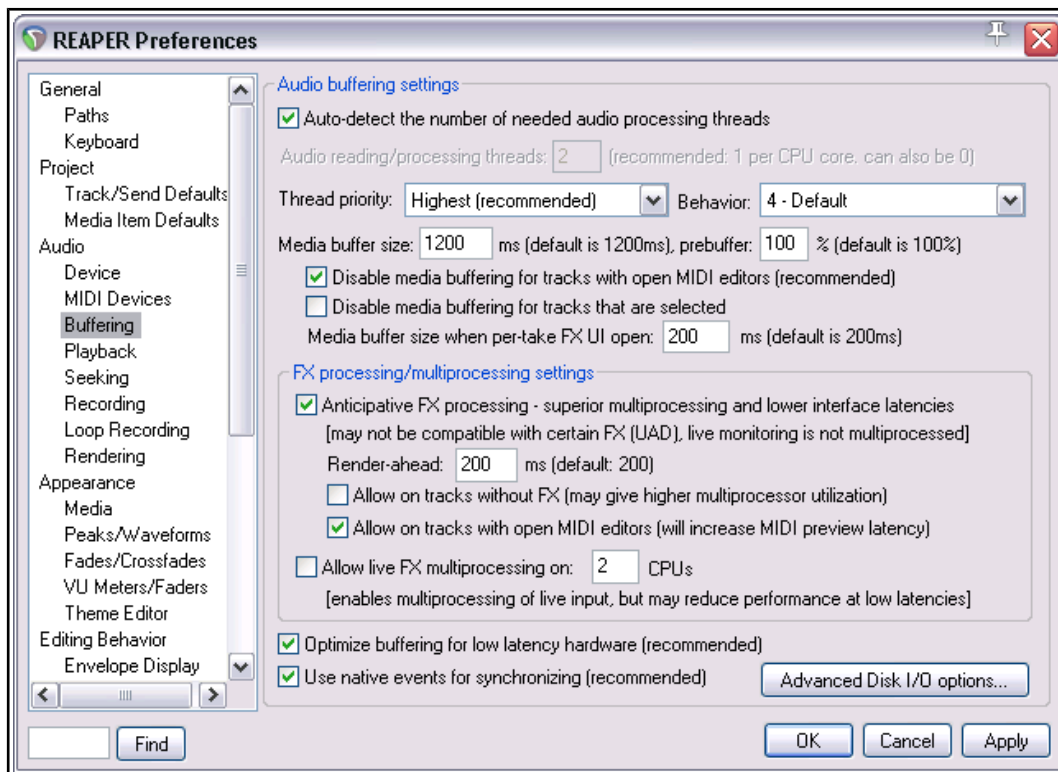 REAPER Preferences
General
Paths
Keyboard
Project
Track/Send Defaults
Media Item Defaults
Audio
Device
MIDI Devices
Buffering
Playback
Seeking
Recording
Loop Recording
Rendering
Appearance
Media
Peaks/Waveforms
Fades/Crossfades
VU Meters/Faders
Theme Editor
Editing Behavior
Envelope Display
Find
Audio buffering settings
Auto-detect the number of needed audio processing threads
Audio reading/processing threads: 2 (recommended: 1 per CPU core, can also be 0)
Thread priority: Highest (recommended) Behavior: 4 - Default
Media buffer size: 1200 ms (default is 1200ms), prebuffer: 100 % (default is 100%)
Disable media buffering for tracks with open MIDI editors (recommended)
Disable media buffering for tracks that are selected
Media buffer size when per-take FX UI open: 200 ms (default is 200ms)
FX processing/multiprocessing settings
Anticipative FX processing - superior multiprocessing and lower interface latencies
[may not be compatible with certain FX (UAD), live monitoring is not multiprocessed]
Render-ahead: 200 ms (default: 200)
Allow on tracks without FX (may give higher multiprocessor utilization)
Allow on tracks with open MIDI editors (will increase MIDI preview latency)
Allow live FX multiprocessing on: 2 CPUs
[enables multiprocessing of live input, but may reduce performance at low latencies]
Optimize buffering for low latency hardware (recommended)
Use native events for synchronizing (recommended) Advanced Disk I/O options...
OK Cancel Apply